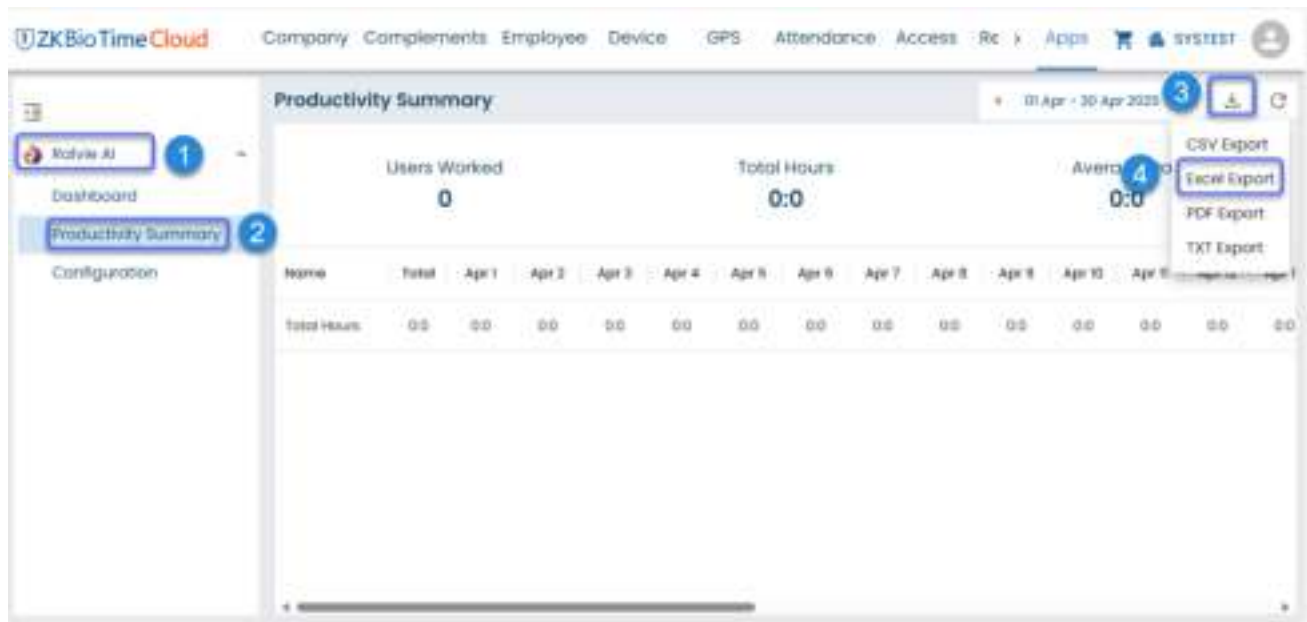 ZKBioTimeCloud Company Complements Employee Device GPS Attendance Access Re > Apps SYSTEST
Productivity Summary 01 Apr - 30 Apr 3
Ralvie AI 1
Dashboard
Productivity Summary 2
Configuration
Users Worked Total Hours
0 0:0 0:0
CSV Export
4 Excel Export
PDF Export
TXT Export
Name Total Apr 1 Apr 2 Apr 3 Apr 4 Apr 5 Apr 6 Apr 7 Apr 8 Apr 9 Apr 10
Total Hours 0:0 0:0 0:0 0:0 0:0 0:0 0:0 0:0 0:0 0:0 0:0 0:0 0:0 0:0